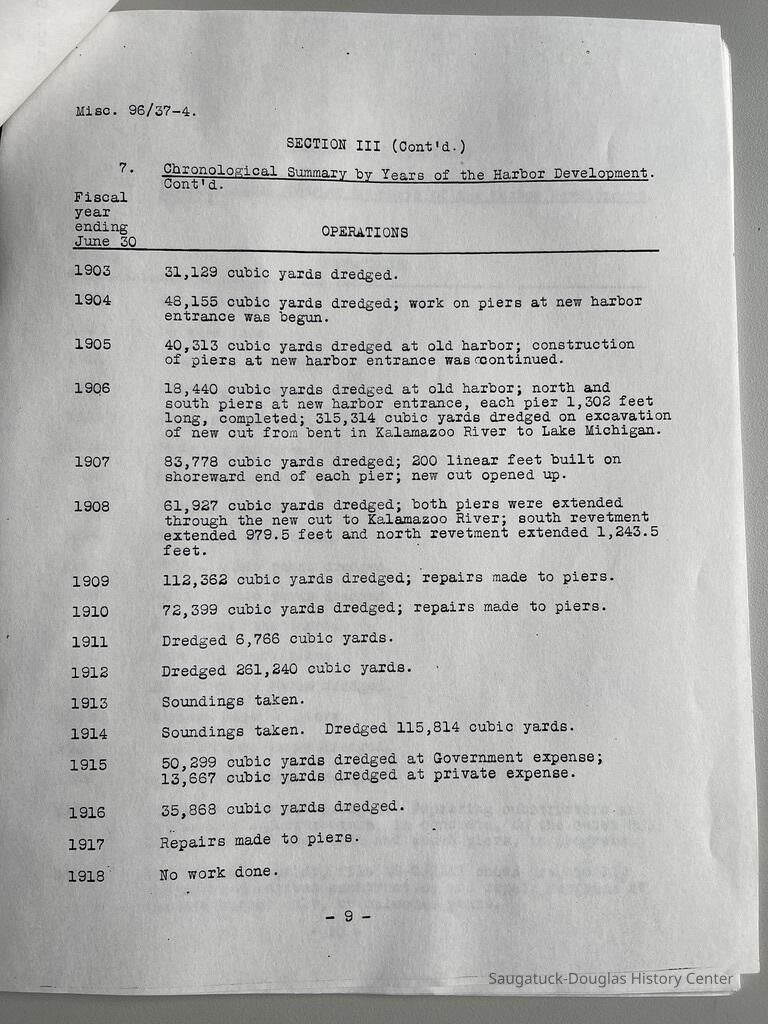 Misc. 96/37-4.
SECTION III (Cont'd.)
7. Chronological Summary by Years of the Harbor Development.
Cont'd.
Fiscal
year
ending
June 30
OPERATIONS
1903 31,129 cubic yards dredged.
1904 48,155 cubic yards dredged; work on piers at new harbor
entrance was begun.
1905 40,313 cubic yards dredged at old harbor; construction
of piers at new harbor entrance was continued.
1906 18,440 cubic yards dredged at old harbor; north and
south piers at new harbor entrance, each pier 1,302 feet
long, completed; 315,314 cubic yards dredged on excavation
of new cut from bent in Kalamazoo River to Lake Michigan.
1907 83,778 cubic yards dredged; 200 linear feet built on
shoreward end of each pier; new cut opened up.
1908 61,927 cubic yards dredged; both piers were extended
through the new cut to Kalamazoo River; south revetment
extended 979.5 feet and north revetment extended 1,243.5
feet.
1909 112,362 cubic yards dredged; repairs made to piers.
1910 72,399 cubic yards dredged; repairs made to piers.
1911 Dredged 6,766 cubic yards.
1912 Dredged 261,240 cubic yards.
1913 Soundings taken.
1914 Soundings taken. Dredged 115,814 cubic yards.
1915 50,299 cubic yards dredged at Government expense;
13,667 cubic yards dredged at private expense.
1916 35,868 cubic yards dredged.
1917 Repairs made to piers.
1918 No work done.
- 9 -
Saugatuck-Douglas History Center